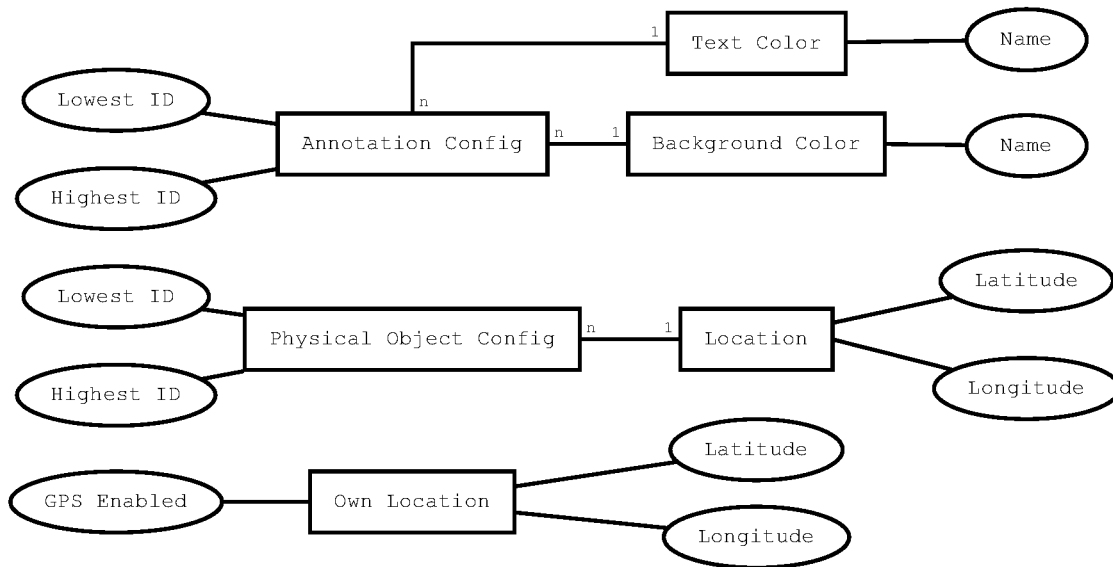 1
Text Color
Name
Lowest ID
n
Annotation Config
n
1
Background Color
Name
Highest ID
Lowest ID
Latitude
Physical Object Config
n
1
Location
Highest ID
Longitude
Latitude
GPS Enabled
Own Location
Longitude